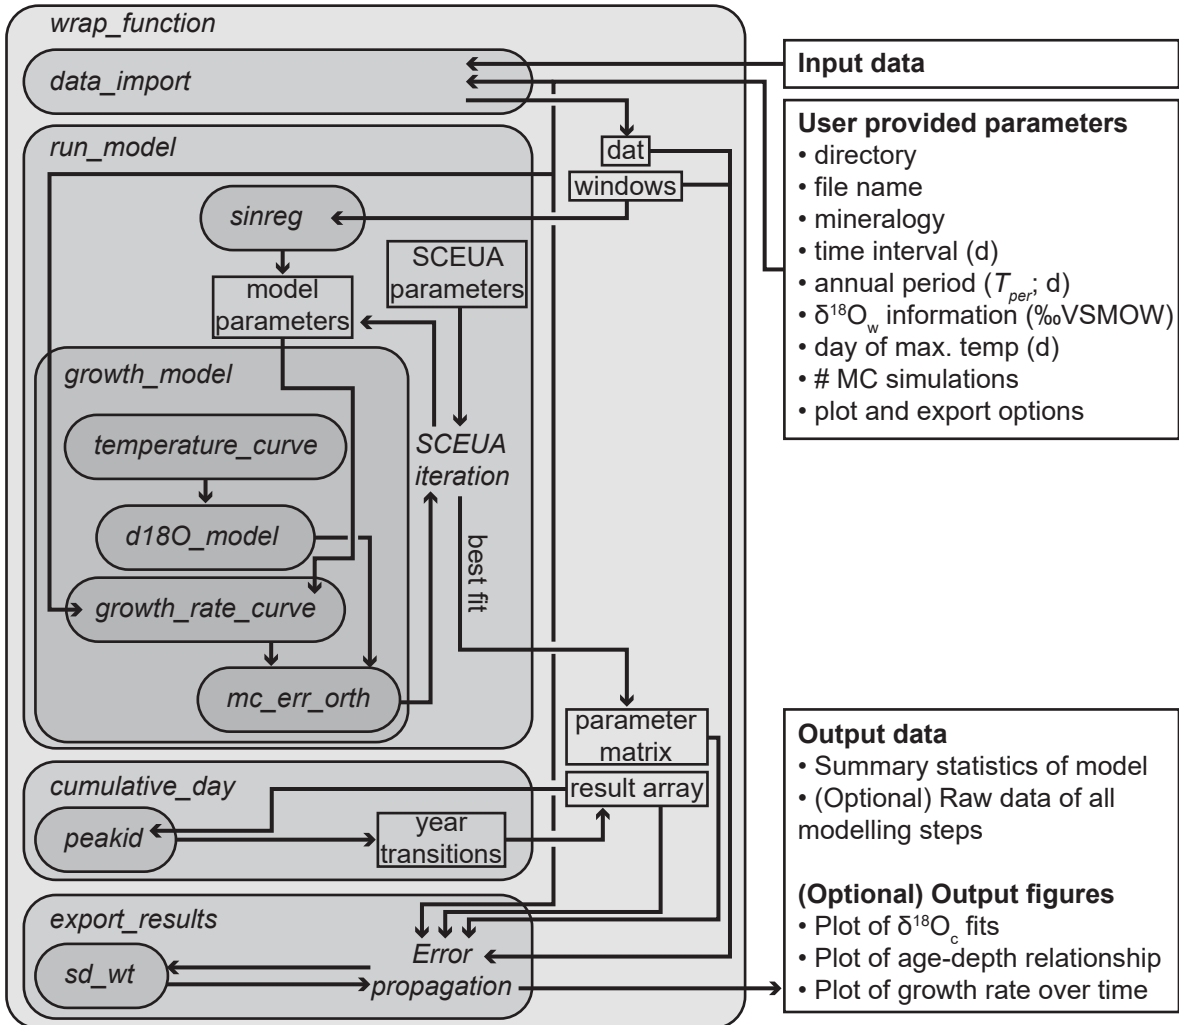 wrap_function
data_import
Input data
User provided parameters
• directory
• file name
• mineralogy
• time interval (d)
• annual period (Tper; d)
• δ¹⁸Ow information (‰VSMOW)
• day of max. temp (d)
• # MC simulations
• plot and export options
run_model
dat
windows
sinreg
SCEUA
parameters
model
parameters
growth_model
temperature_curve
SCEUA
iteration
d18O_model
best fit
growth_rate_curve
mc_err_orth
parameter
matrix
result array
cumulative_day
peakid
year
transitions
export_results
Error
propagation
sd_wt
Output data
• Summary statistics of model
• (Optional) Raw data of all
modelling steps
(Optional) Output figures
• Plot of δ¹⁸Oc fits
• Plot of age-depth relationship
• Plot of growth rate over time